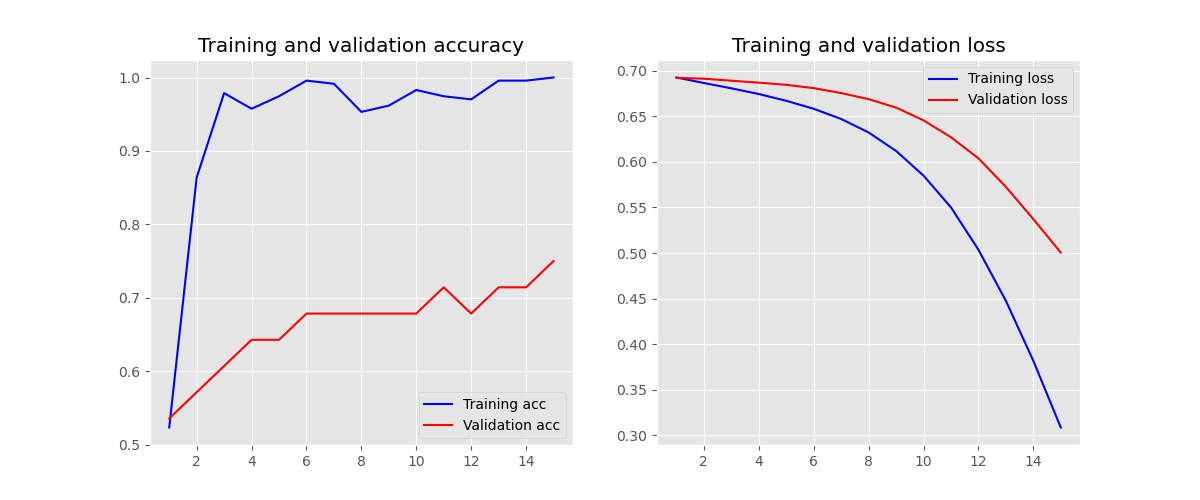 Training and validation accuracy
1.0
0.9
0.8
0.7
0.6
0.5
2 4 6 8 10 12 14
Training acc
Validation acc
Training and validation loss
0.70
0.65
0.60
0.55
0.50
0.45
0.40
0.35
0.30
2 4 6 8 10 12 14
Training loss
Validation loss